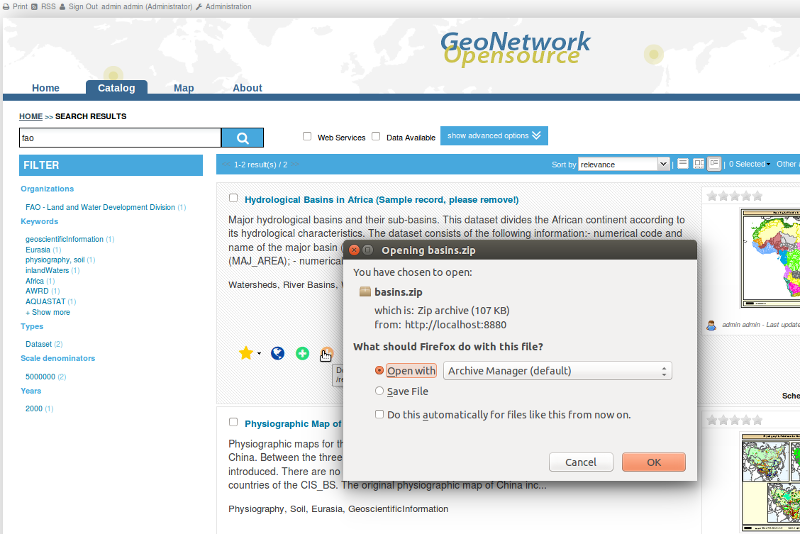 Print RSS Sign Out admin admin (Administrator) Administration
GeoNetwork
Opensource
Home Catalog Map About
HOME >> SEARCH RESULTS
fao
Web Services Data Available show advanced options
FILTER
1-2 result(s) / 2
Sort by relevance | | 0 Selected Other
Organizations
FAO - Land and Water Development Division (1)
Keywords
geoscientificInformation (1)
Eurasia (1)
physiography, soil (1)
inlandWaters (1)
Africa (1)
AWRD (1)
AQUASTAT (1)
+ Show more
Types
Dataset (2)
Scale denominators
5000000 (2)
Years
2000 (1)
Hydrological Basins in Africa (Sample record, please remove!)
Major hydrological basins and their sub-basins. This dataset divides the African continent according to
its hydrological characteristics. The dataset consists of the following information:- numerical code and
name of the major basin
(MAJ_AREA); - numerical
Watersheds, River Basins,
admin admin - Last
Opening basins.zip
You have chosen to open:
basins.zip
which is: Zip archive (107 KB)
from: http://localhost:8880
What should Firefox do with this file?
Open with Archive Manager (default)
Save File
Do this automatically for files like this from now on.
Cancel OK
Physiographic Map of
Physiographic maps for
China. Between the three
introduced. There are no
countries of the CIS_BS. The original physiographic map of China inc...
Physiography, Soil, Eurasia, GeoscientificInformation